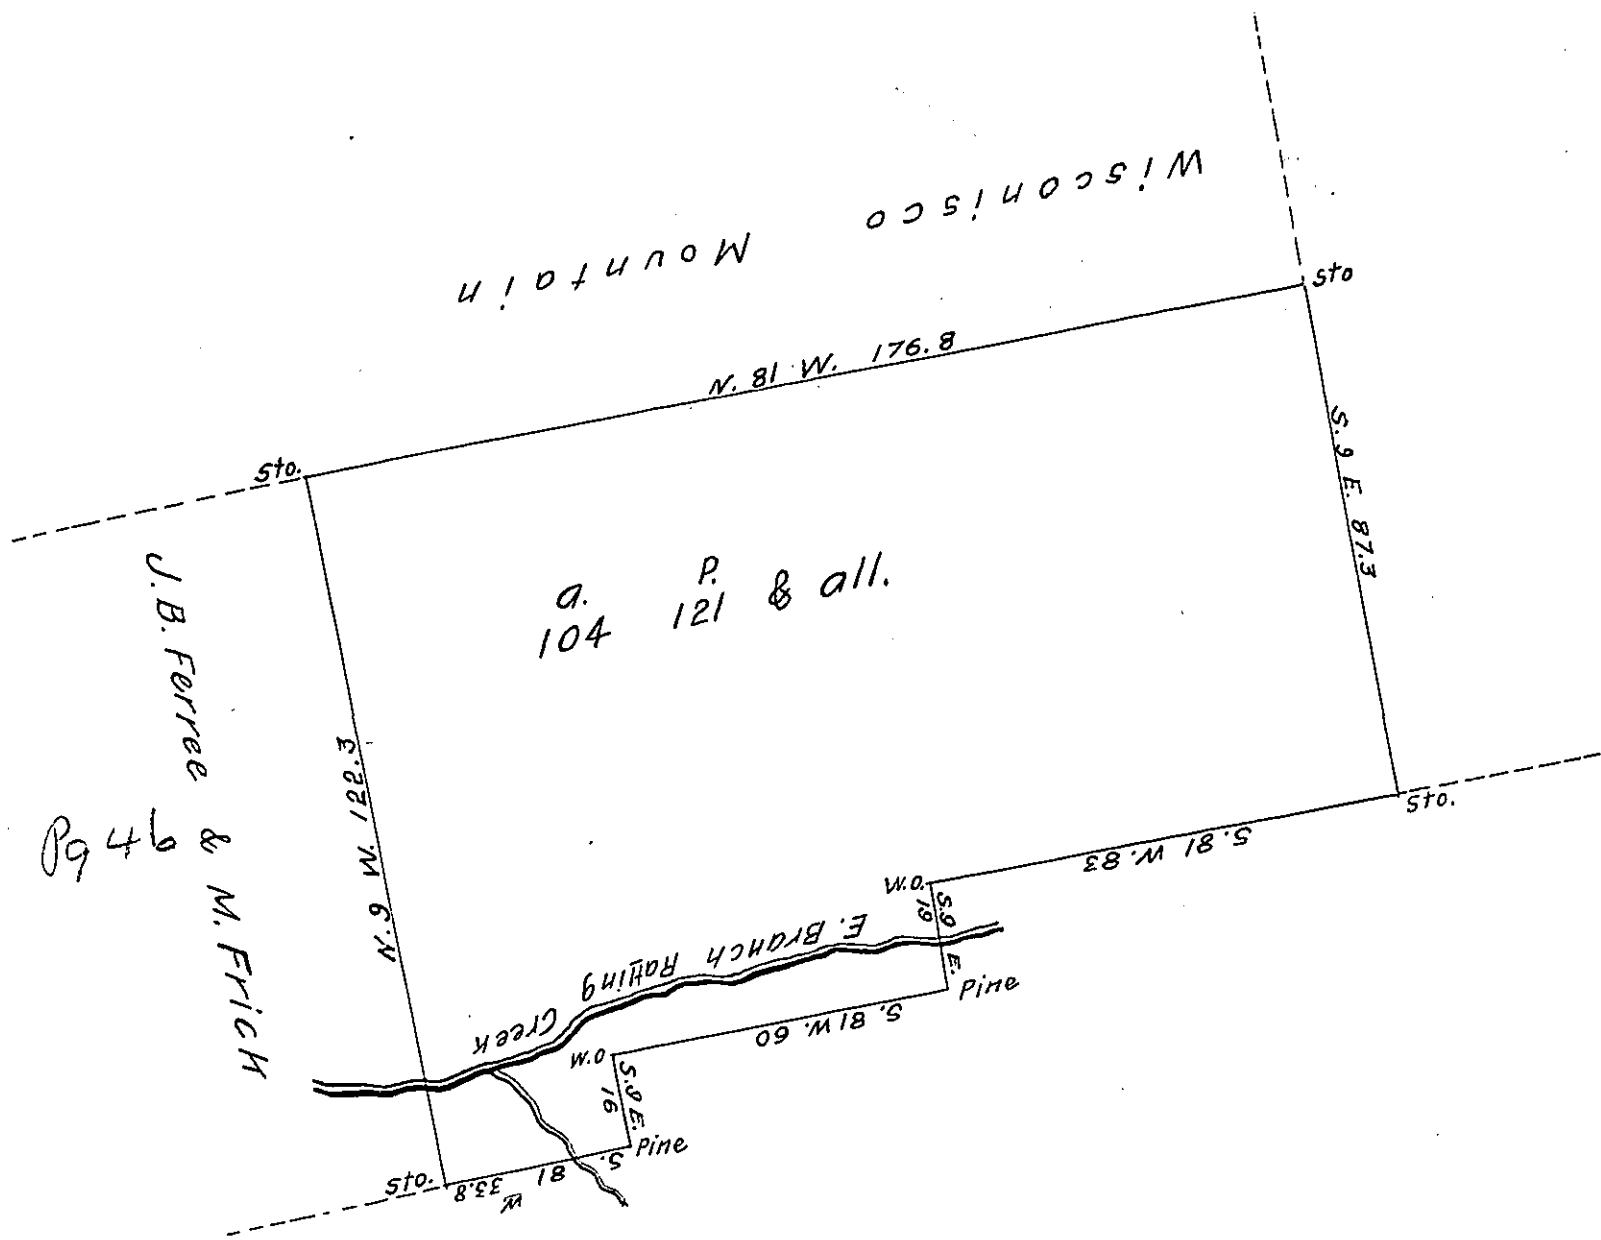 Wisconisco Mountain
Sto
N. 81 W. 176.8
Sto.
S. 9 E. 87.3
a. P.
104 121 & all.
J. B. Ferree & M. Frich
Pg 46
N. 9 W 122.3
Sto.
S. 81 W. 83
W.O.
S. 9 E. 19
Pine
E. Branch Rattling Creek
S. 81 W. 60
W.O
S. 9 E. 16
Pine
S. 81 W 33.8
Sto.